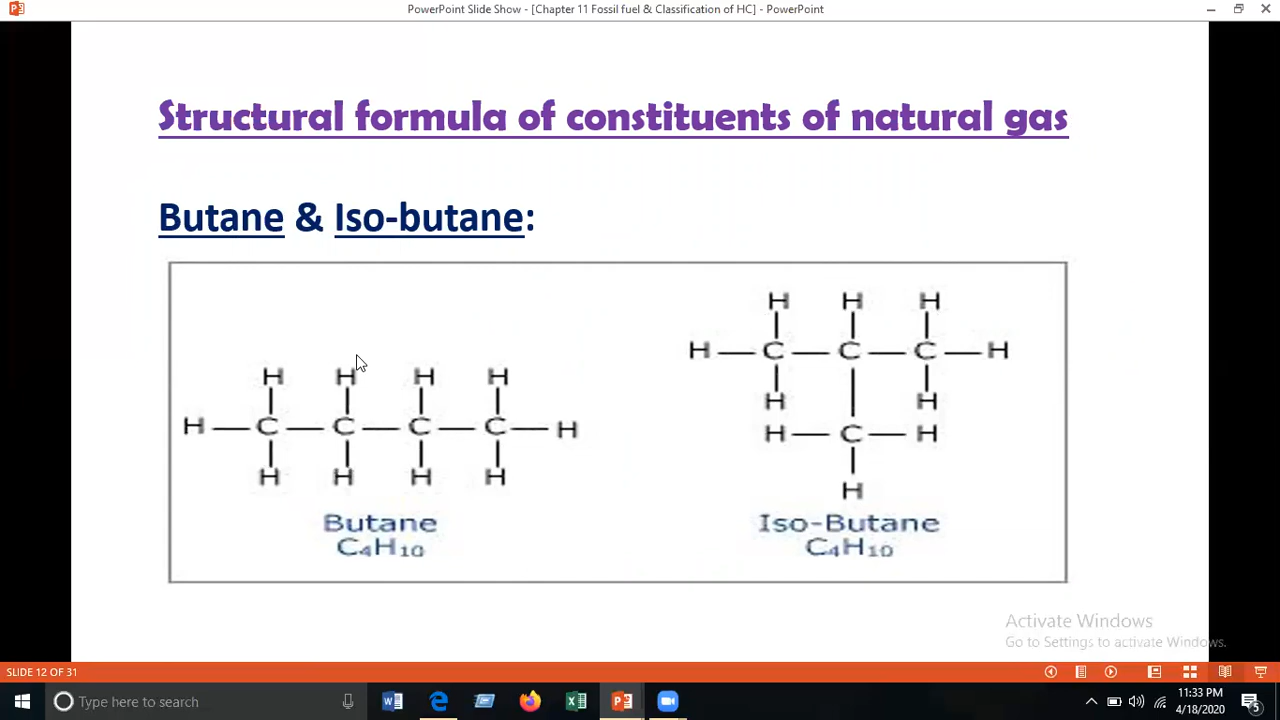 PowerPoint Slide Show - [Chapter 11 Fossil fuel & Classification of HC] - PowerPoint
Structural formula of constituents of natural gas
Butane & Iso-butane:
H H H H
H C C C C H
H H H H
Butane
C₄H₁₀
H H H
H C C C H
H H
H C H
H
Iso-Butane
C₄H₁₀
Activate Windows
Go to Settings to activate Windows.
SLIDE 12 OF 31
Type here to search
11:33 PM
4/18/2020
5